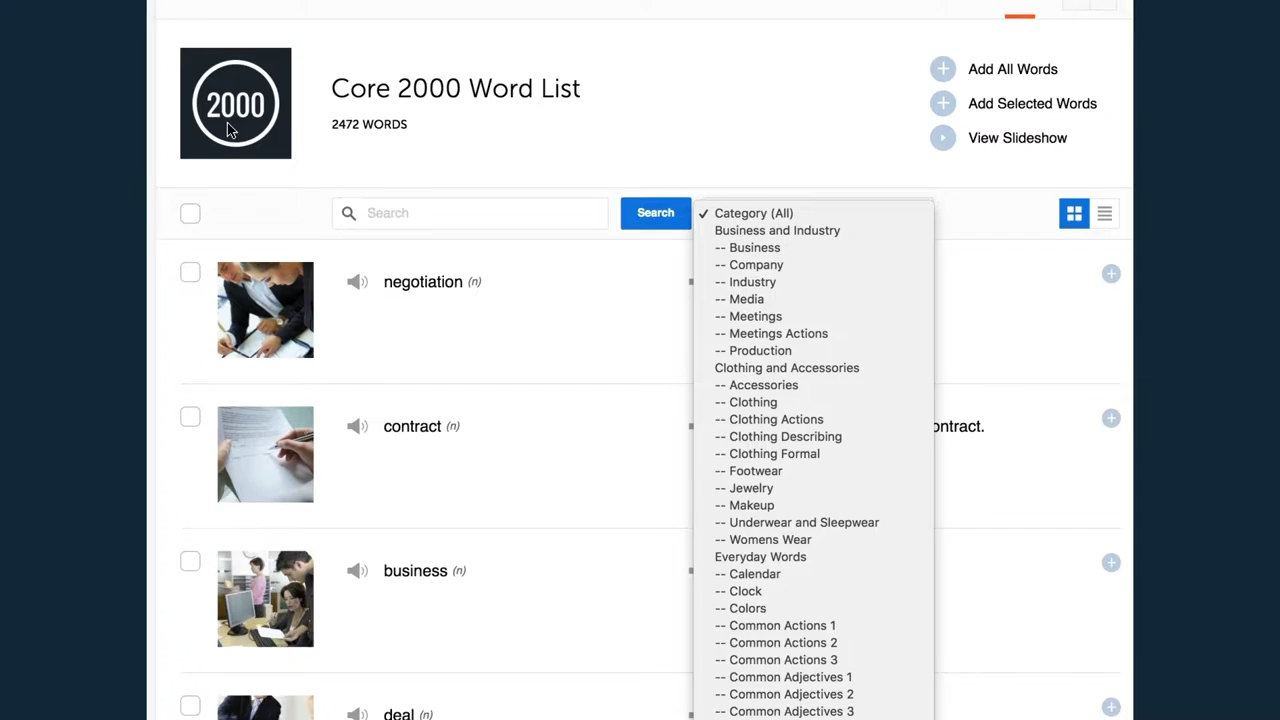 2000
Core 2000 Word List
2472 WORDS
Add All Words
Add Selected Words
View Slideshow
Search
Search
✓ Category (All)
Business and Industry
-- Business
-- Company
-- Industry
-- Media
-- Meetings
-- Meetings Actions
-- Production
Clothing and Accessories
-- Accessories
-- Clothing
-- Clothing Actions
-- Clothing Describing
-- Clothing Formal
-- Footwear
-- Jewelry
-- Makeup
-- Underwear and Sleepwear
-- Womens Wear
Everyday Words
-- Calendar
-- Clock
-- Colors
-- Common Actions 1
-- Common Actions 2
-- Common Actions 3
-- Common Adjectives 1
-- Common Adjectives 2
-- Common Adjectives 3
negotiation (n)
contract (n)
ontract.
business (n)
deal (n)